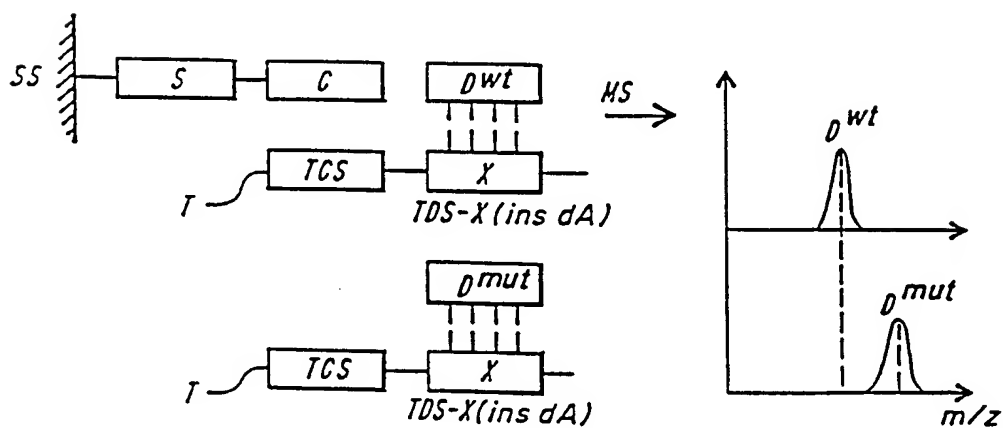 SS
S
C
D wt
MS
T
TCS
X
TDS-X (ins dA)
D mut
T
TCS
X
TDS-X (ins dA)
D wt
D mut
m/z